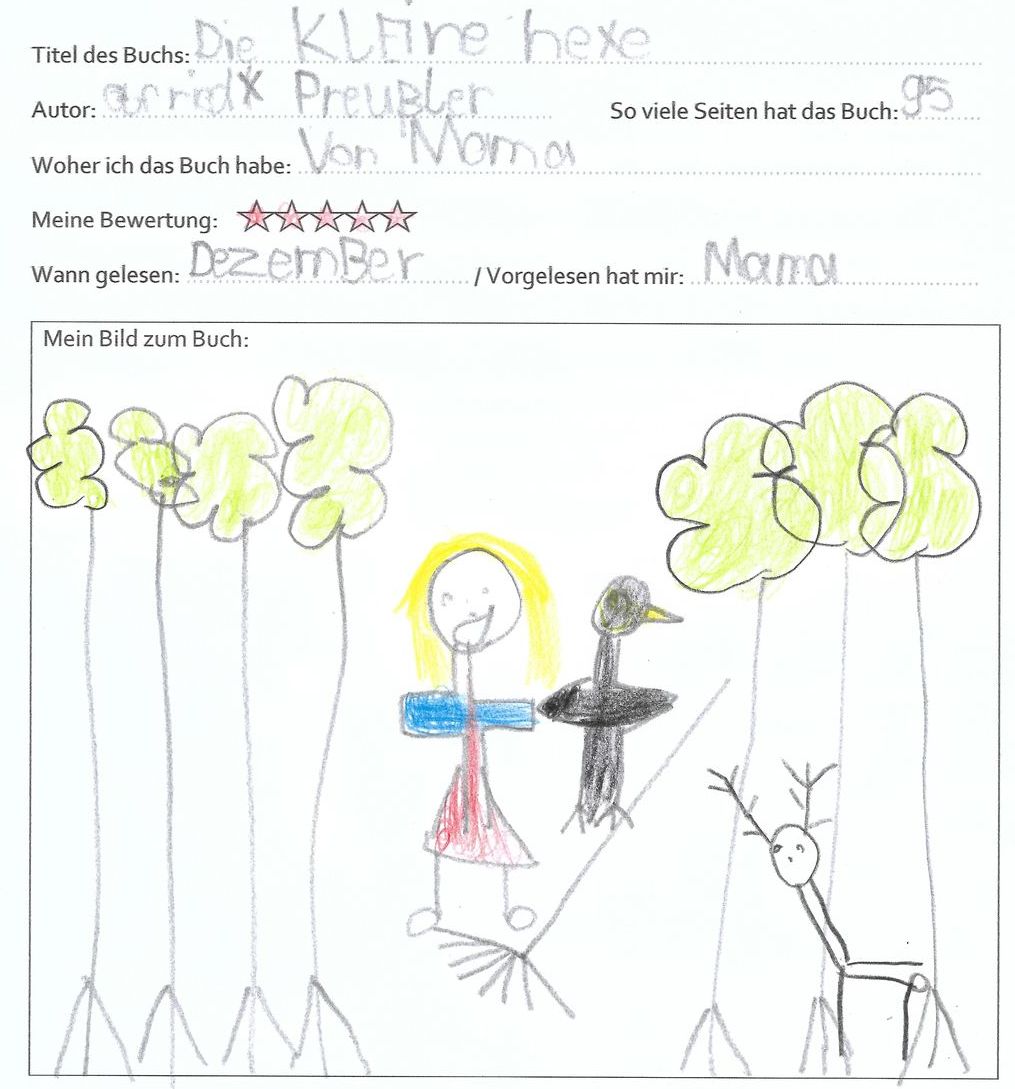 Titel des Buchs: Die KLEine hexe
Autor: arrid X Preußler So viele Seiten hat das Buch: 95
Woher ich das Buch habe: Von Mama
Meine Bewertung:
Wann gelesen: DezemBer / Vorgelesen hat mir: Mama
Mein Bild zum Buch: